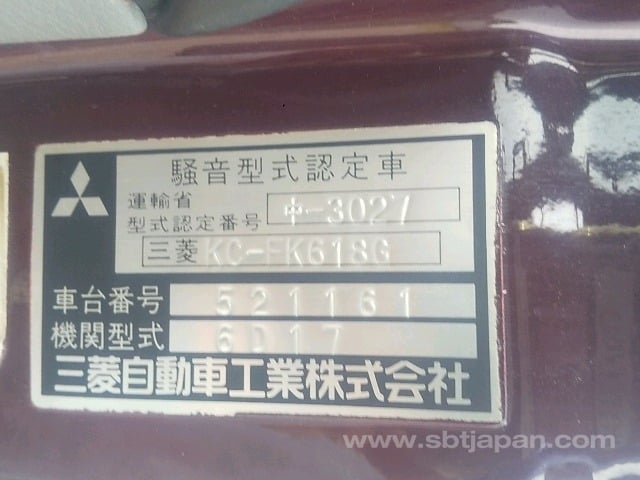 騒音型式認定車
運輸省
型式認定番号 中-3027
三菱 KC-FK618G
車台番号 521161
機関型式 6D17
三菱自動車工業株式会社
www.sbtjapan.com